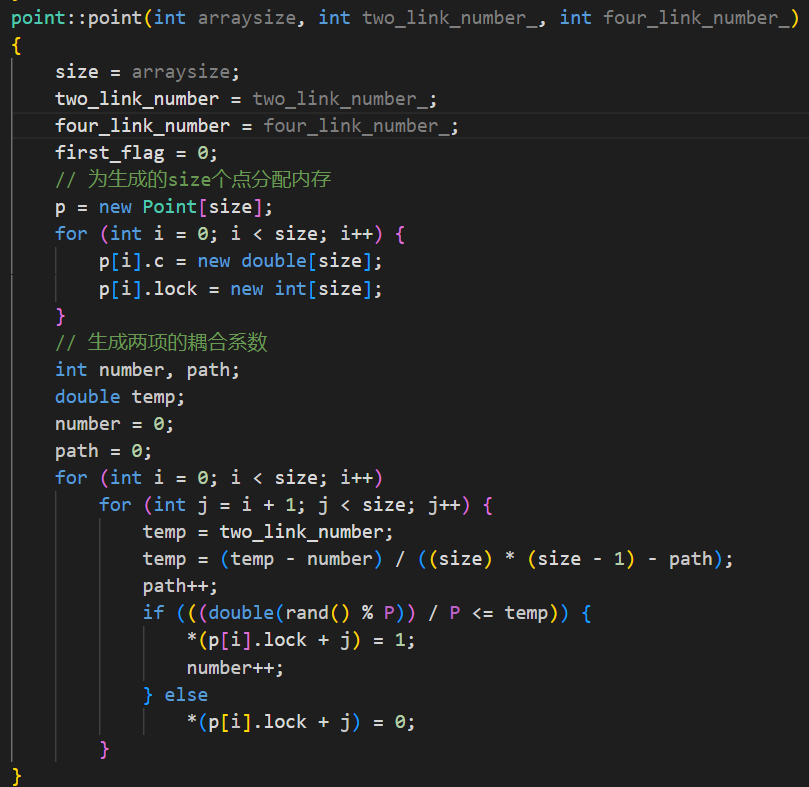 point::point(int arraysize, int two_link_number_, int four_link_number_)
{
    size = arraysize;
    two_link_number = two_link_number_;
    four_link_number = four_link_number_;
    first_flag = 0;
    // 为生成的size个点分配内存
    p = new Point[size];
    for (int i = 0; i < size; i++) {
        p[i].c = new double[size];
        p[i].lock = new int[size];
    }
    // 生成两项的耦合系数
    int number, path;
    double temp;
    number = 0;
    path = 0;
    for (int i = 0; i < size; i++)
        for (int j = i + 1; j < size; j++) {
            temp = two_link_number;
            temp = (temp - number) / ((size) * (size - 1) - path);
            path++;
            if (((double(rand() % P)) / P <= temp)) {
                *(p[i].lock + j) = 1;
                number++;
            } else
                *(p[i].lock + j) = 0;
        }
}